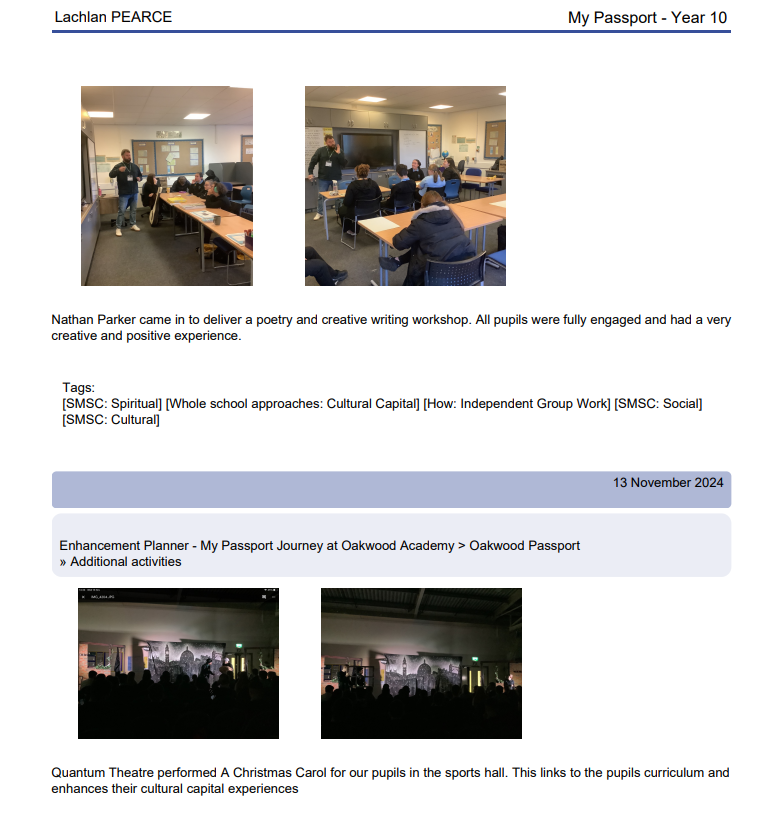 Lachlan PEARCE
My Passport - Year 10
Nathan Parker came in to deliver a poetry and creative writing workshop. All pupils were fully engaged and had a very
creative and positive experience.
Tags:
[SMSC: Spiritual] [Whole school approaches: Cultural Capital] [How: Independent Group Work] [SMSC: Social]
[SMSC: Cultural]
13 November 2024
Enhancement Planner - My Passport Journey at Oakwood Academy > Oakwood Passport
» Additional activities
Quantum Theatre performed A Christmas Carol for our pupils in the sports hall. This links to the pupils curriculum and
enhances their cultural capital experiences